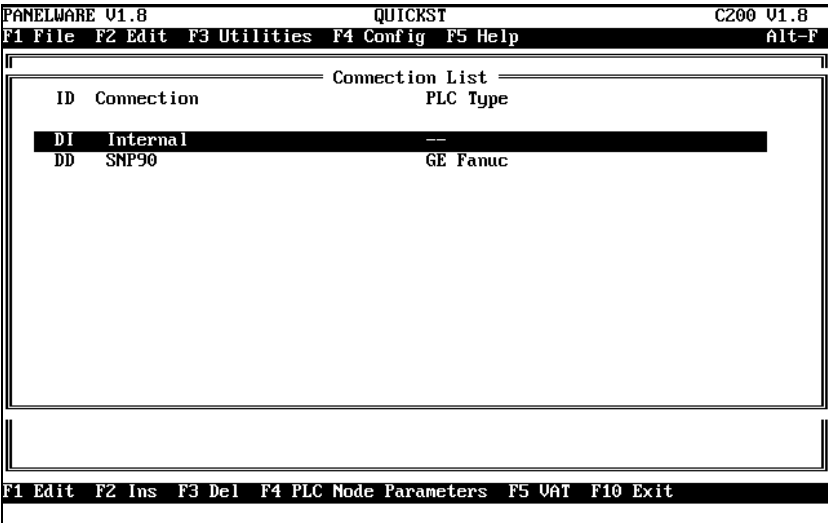 PANELWARE V1.8 QUICKST C200 V1.8
F1 File F2 Edit F3 Utilities F4 Config F5 Help Alt-F
Connection List
ID Connection PLC Type
DI Internal --
DD SNP90 GE Fanuc
F1 Edit F2 Ins F3 Del F4 PLC Node Parameters F5 VAT F10 Exit